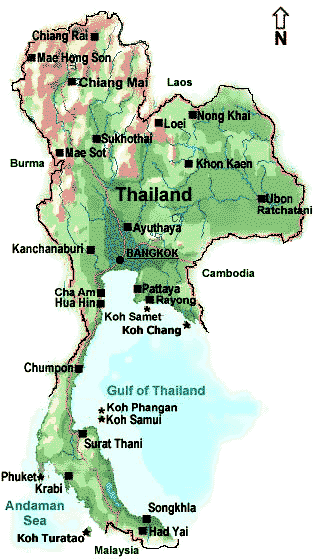 Chiang Rai
N
Mae Hong Son
Chiang Mai
Laos
Nong Khai
Loei
Sukhothai
Mae Sot
Burma
Khon Kaen
Thailand
Ubon
Ratchatani
Ayuthaya
Kanchanaburi
BANGKOK
Cambodia
Cha Am
Pattaya
Hua Hin
Rayong
Koh Samet
Koh Chang
Chumpon
Gulf of Thailand
Koh Phangan
Koh Samui
Surat Thani
Phuket
Krabi
Andaman
Sea
Songkhla
Had Yai
Koh Turatao
Malaysia